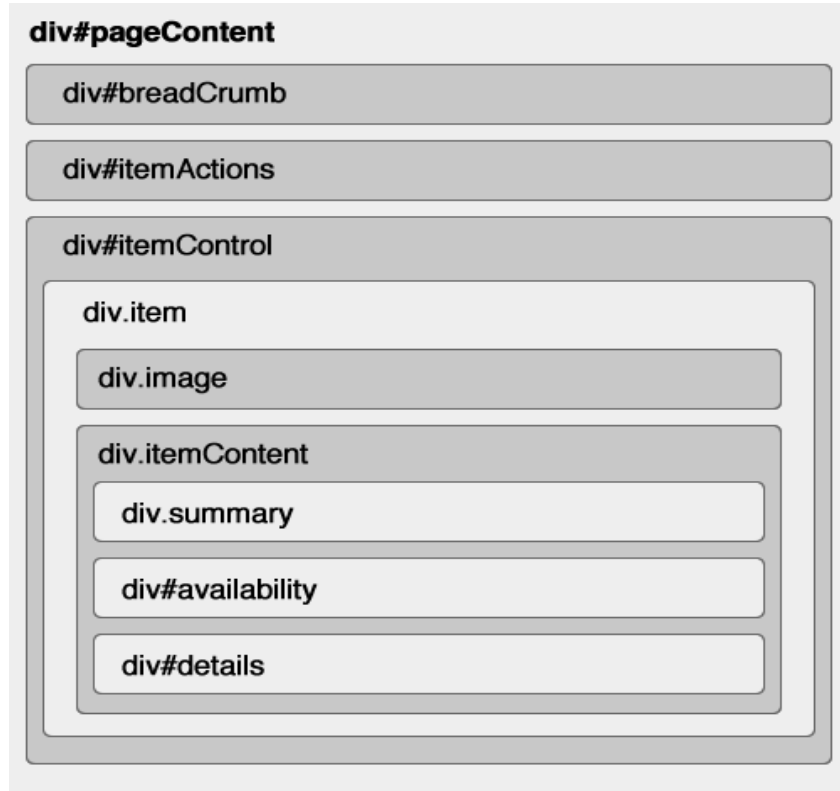 div#pageContent
div#breadCrumb
div#itemActions
div#itemControl
div.item
div.image
div.itemContent
div.summary
div#availability
div#details